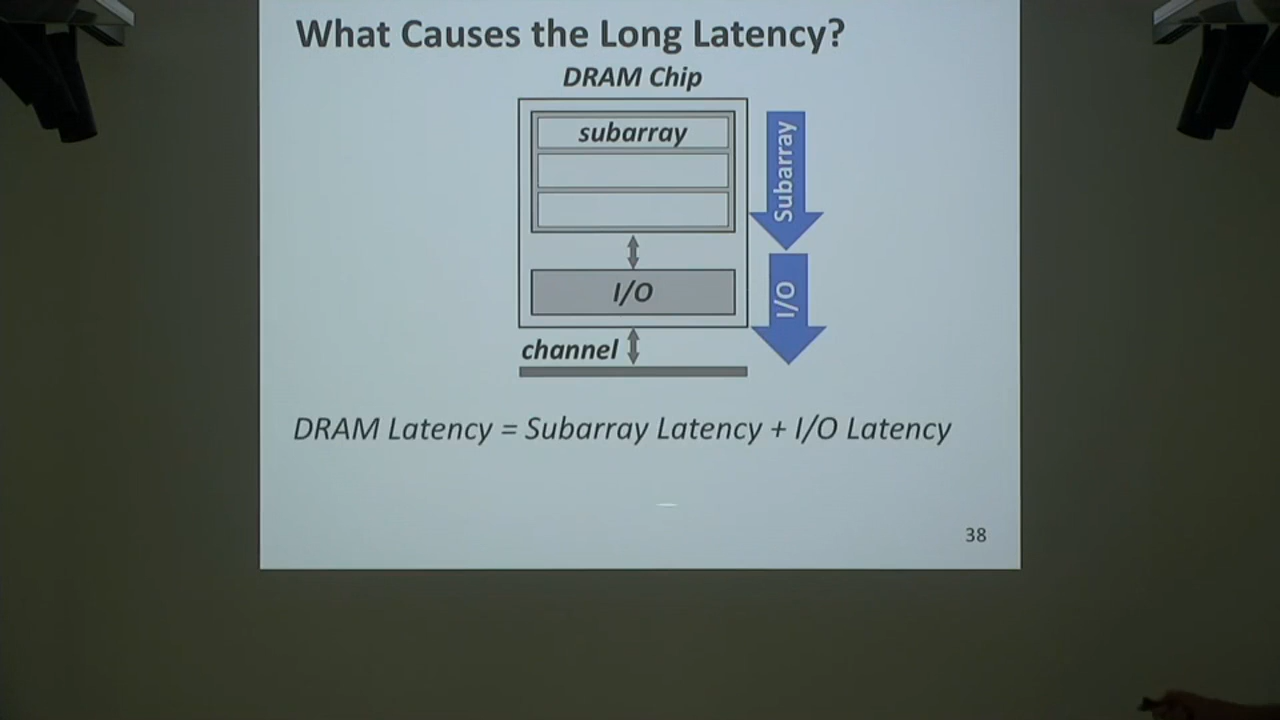 What Causes the Long Latency?
DRAM Chip
subarray
Subarray
I/O
I/O
channel
DRAM Latency = Subarray Latency + I/O Latency
38